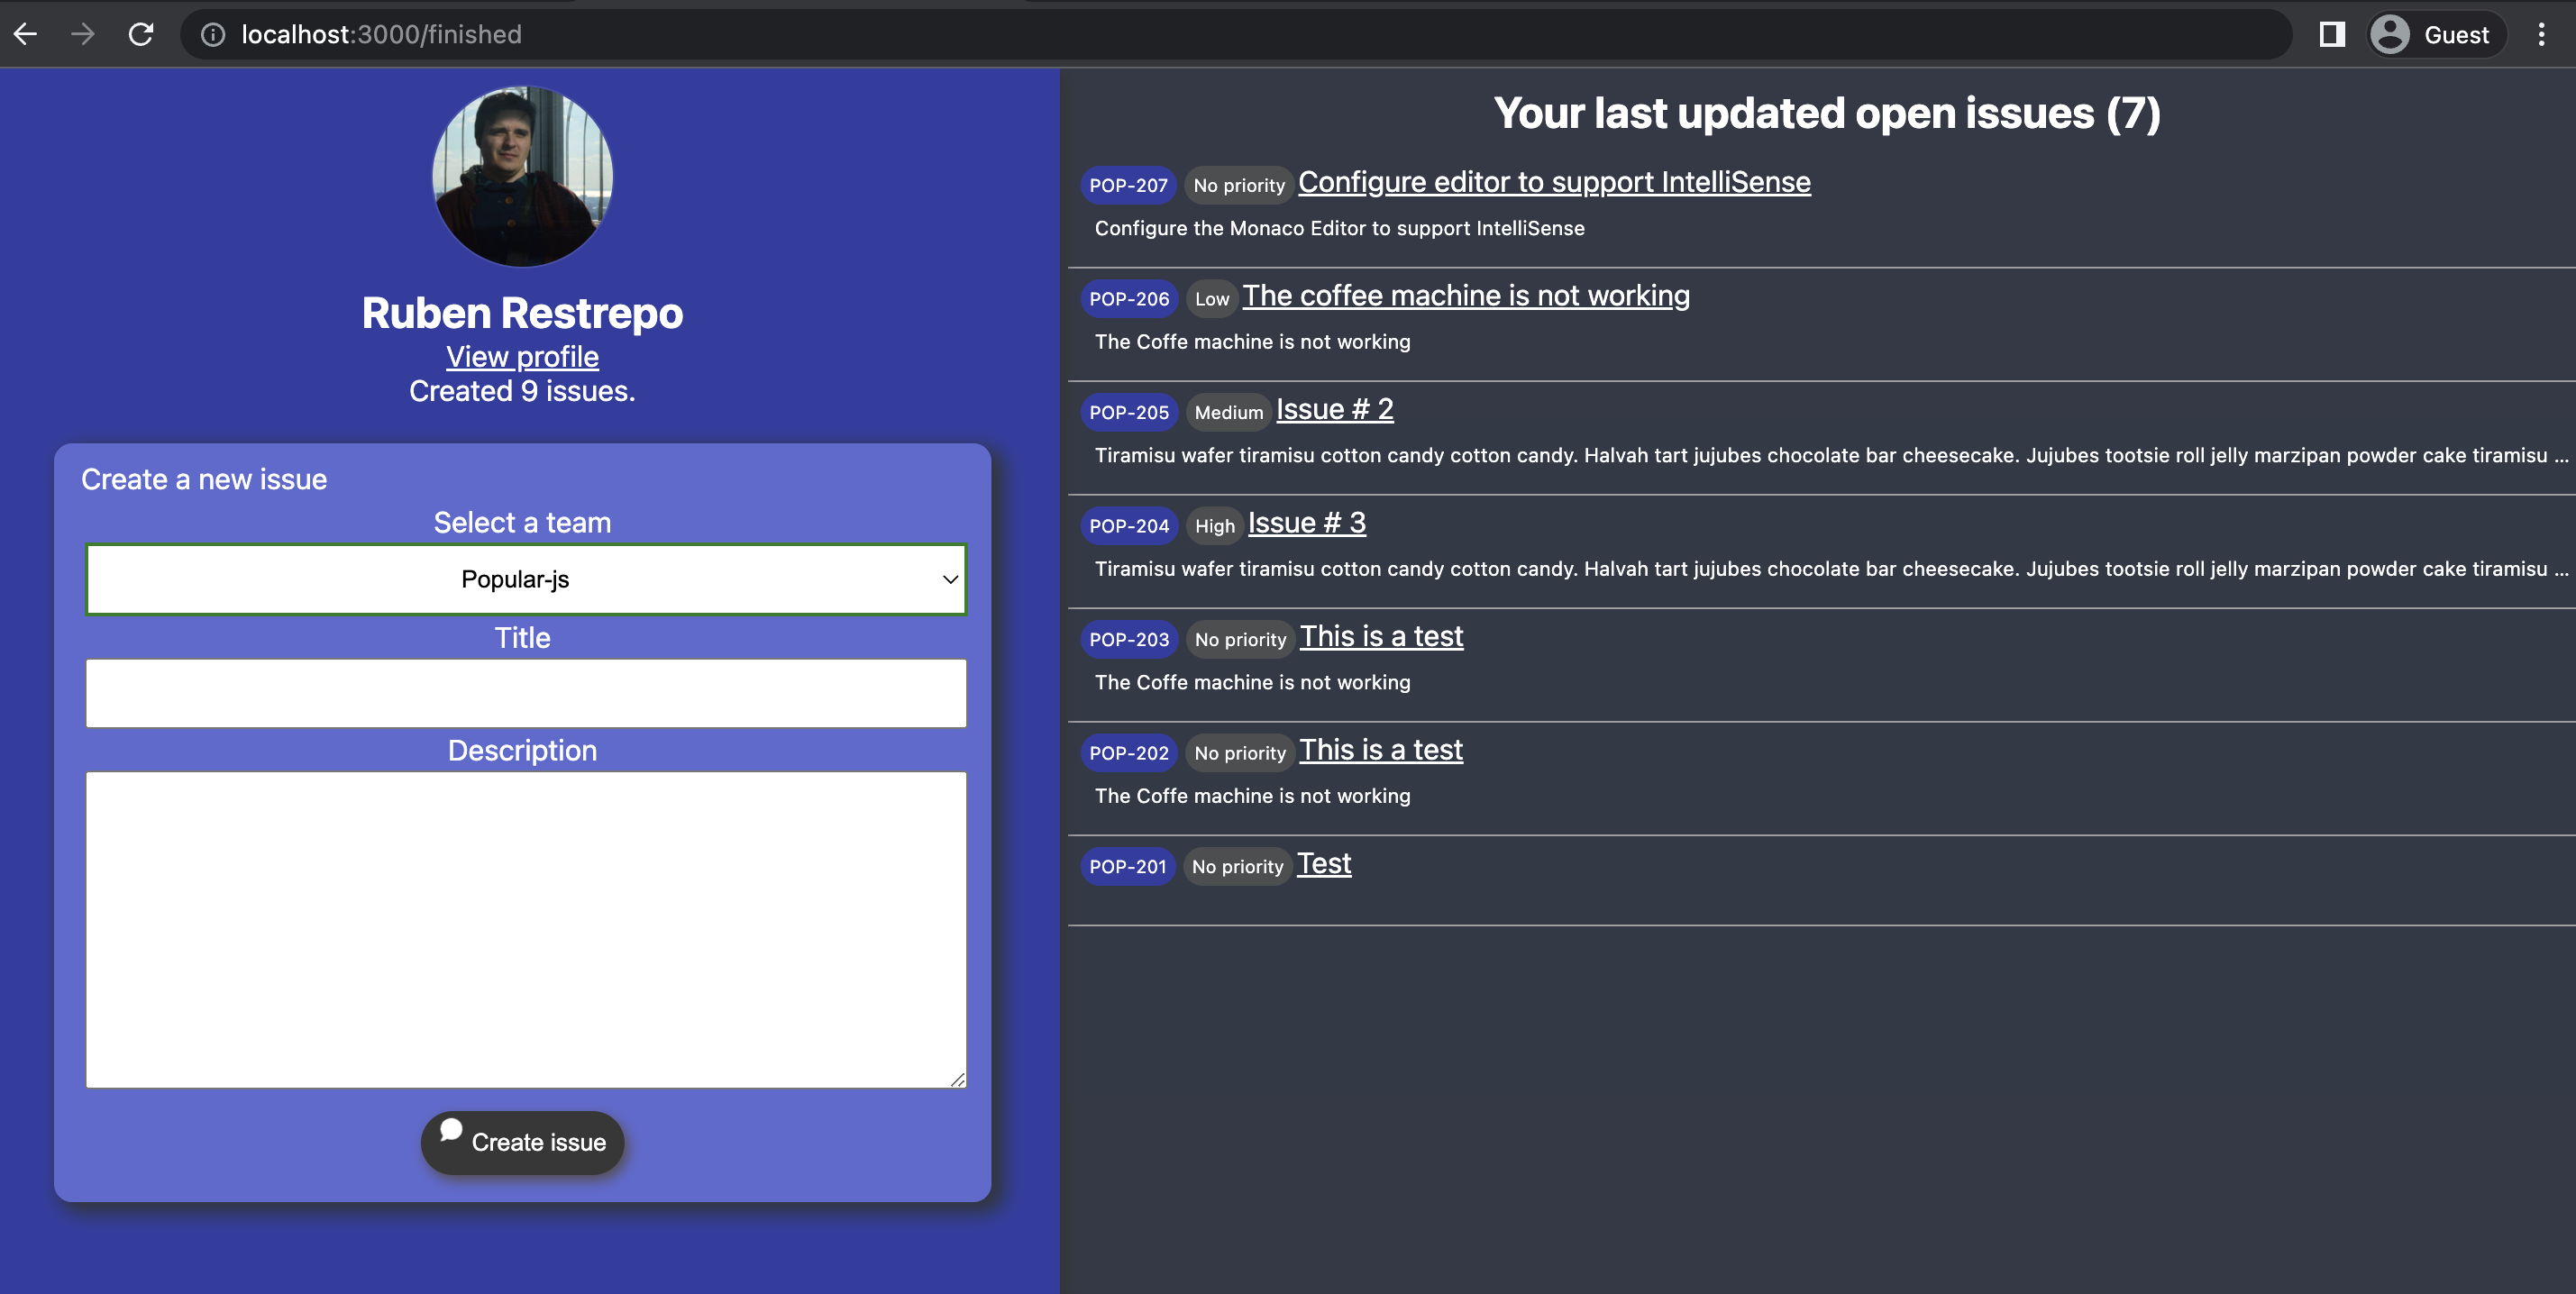 localhost:3000/finished
Guest
Ruben Restrepo
View profile
Created 9 issues.
Create a new issue
Select a team
Popular-js
Title
Description
Create issue
Your last updated open issues (7)
POP-207 No priority Configure editor to support IntelliSense
Configure the Monaco Editor to support IntelliSense
POP-206 Low The coffee machine is not working
The Coffe machine is not working
POP-205 Medium Issue # 2
Tiramisu wafer tiramisu cotton candy cotton candy. Halvah tart jujubes chocolate bar cheesecake. Jujubes tootsie roll jelly marzipan powder cake tiramisu ...
POP-204 High Issue # 3
Tiramisu wafer tiramisu cotton candy cotton candy. Halvah tart jujubes chocolate bar cheesecake. Jujubes tootsie roll jelly marzipan powder cake tiramisu ...
POP-203 No priority This is a test
The Coffe machine is not working
POP-202 No priority This is a test
The Coffe machine is not working
POP-201 No priority Test